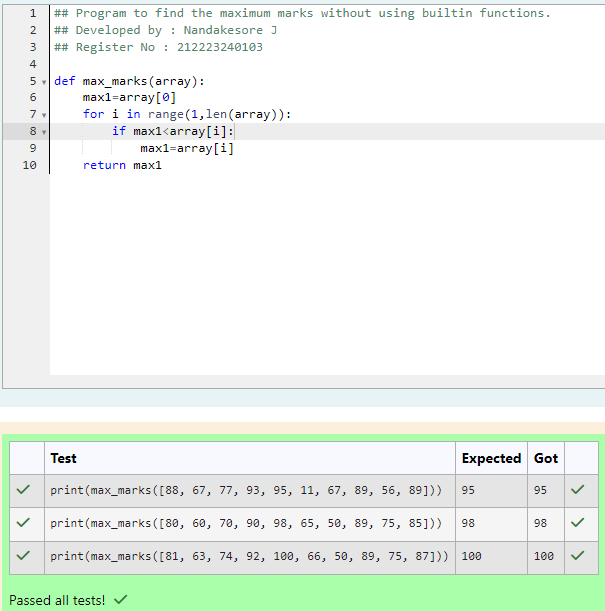 1 ## Program to find the maximum marks without using builtin functions.
2 ## Developed by : Nandakesore J
3 ## Register No : 212223240103
4
5 def max_marks(array):
6     max1=array[0]
7     for i in range(1,len(array)):
8         if max1<array[i]:
9             max1=array[i]
10     return max1
Test Expected Got
print(max_marks([88, 67, 77, 93, 95, 11, 67, 89, 56, 89])) 95 95
print(max_marks([80, 60, 70, 90, 98, 65, 50, 89, 75, 85])) 98 98
print(max_marks([81, 63, 74, 92, 100, 66, 50, 89, 75, 87])) 100 100
Passed all tests!